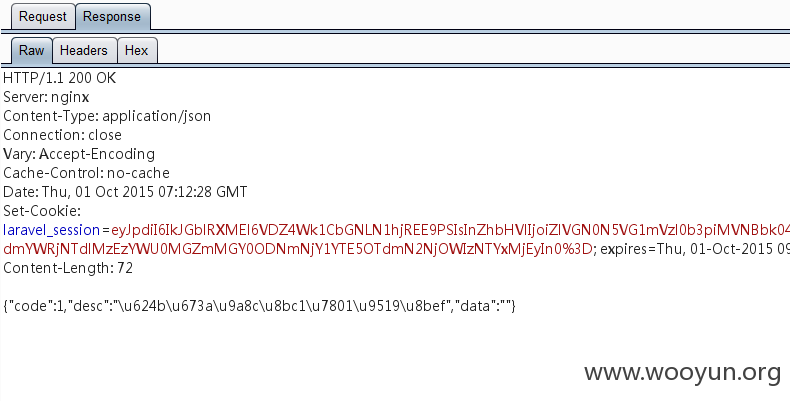 Request Response
Raw Headers Hex
HTTP/1.1 200 OK
Server: nginx
Content-Type: application/json
Connection: close
Vary: Accept-Encoding
Cache-Control: no-cache
Date: Thu, 01 Oct 2015 07:12:28 GMT
Set-Cookie:
laravel_session=eyJpdiI6IkJGblRXMEl6VDZ4Wk1CbGNLN1hjREE9PSIsInZhbHVlIjoiZlVGN0N5VG1mVzI0b3piMVNBbk04
dmYWRjNTdlMzEzYWU0MGZmMGY0ODNmNjY1YTE5OTdmN2NjOWIzNTYxMjEyIn0%3D; expires=Thu, 01-Oct-2015 09
Content-Length: 72
{"code":1,"desc":"\u624b\u673a\u9a8c\u8bc1\u7801\u9519\u8bef","data":""}
www.wooyun.org